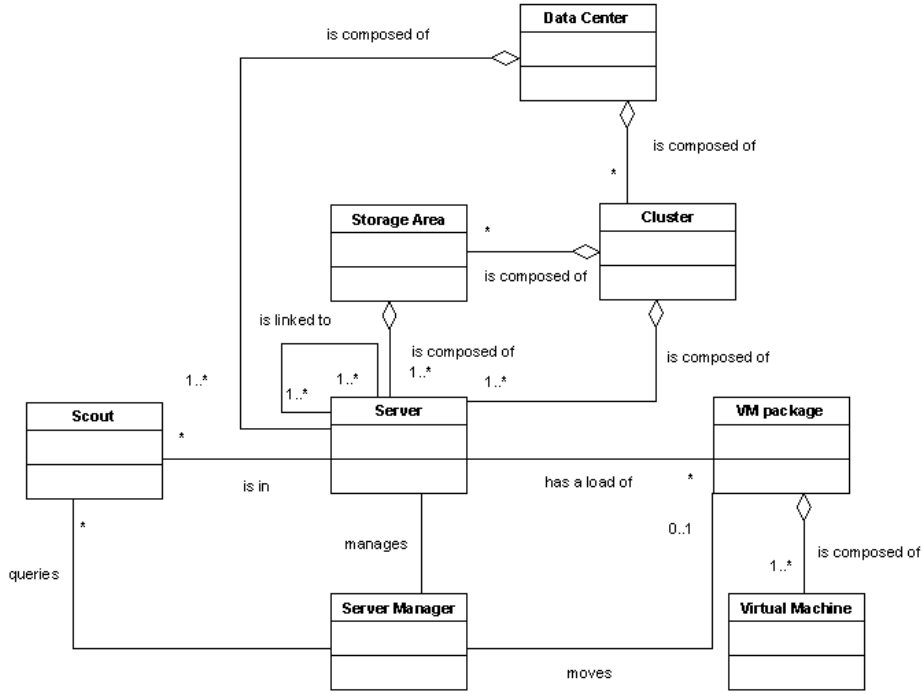 Data Center
is composed of
is composed of
*
Storage Area
Cluster
*
is composed of
is linked to
is composed of
is composed of
1..*
1..*
1..*
1..*
1..*
Scout
Server
VM package
*
is in
has a load of
*
*
manages
0..1
is composed of
queries
1..*
Server Manager
Virtual Machine
moves